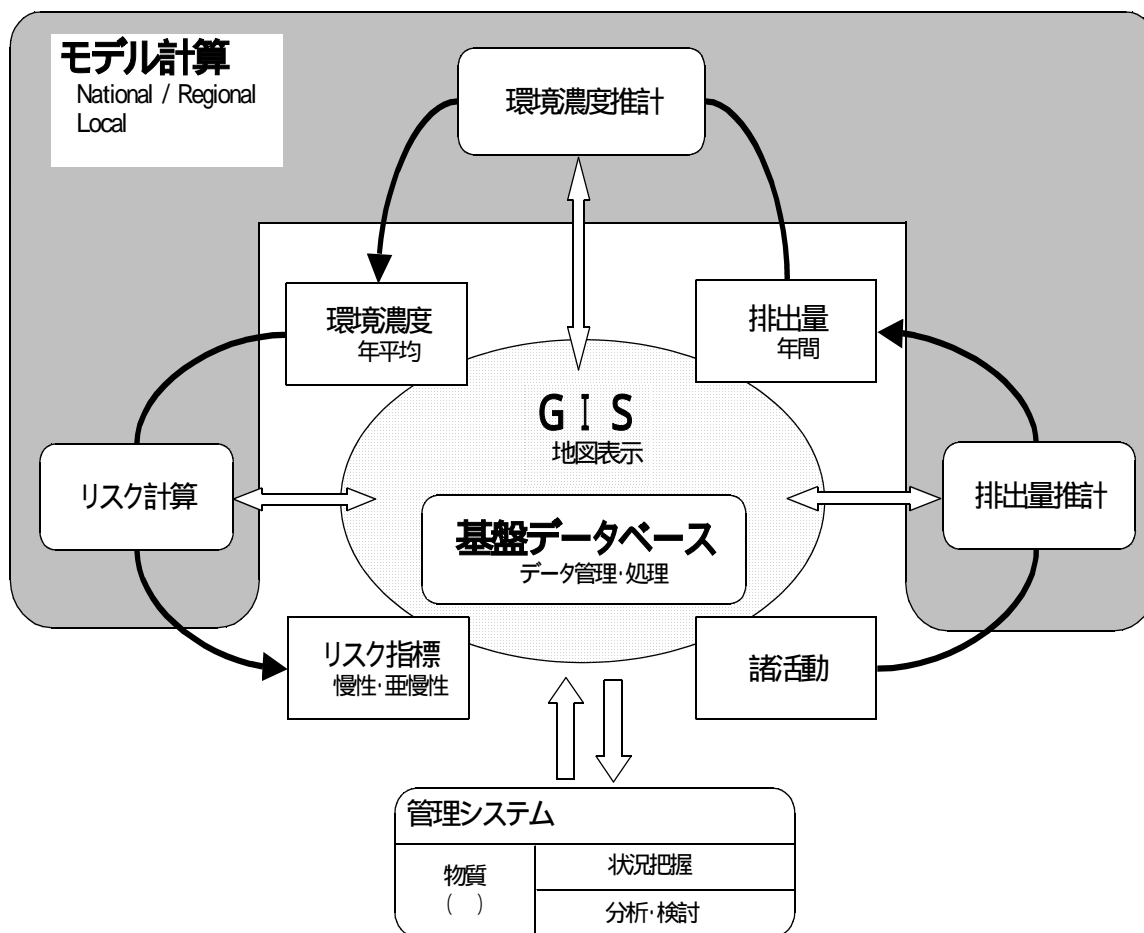 モデル計算
National / Regional
Local
環境濃度推計
環境濃度
年平均
排出量
年間
GIS
地図表示
リスク計算
排出量推計
基盤データベース
データ管理・処理
リスク指標
慢性・亜慢性
諸活動
管理システム
物質
(　)
状況把握
分析・検討